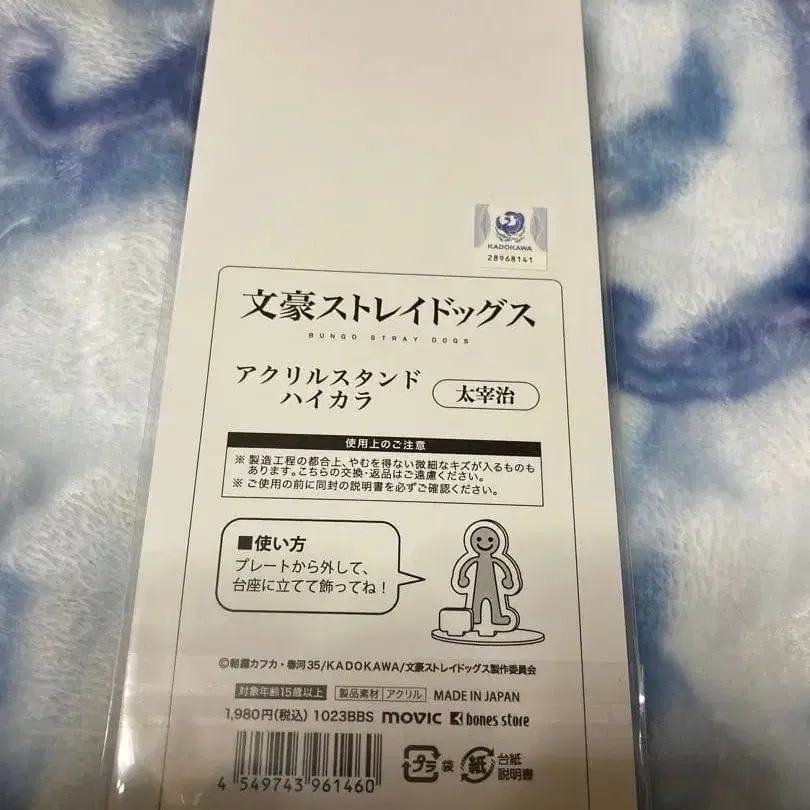 KADOKAWA
28968141
文豪ストレイドッグス
BUNGO STRAY DOGS
アクリルスタンド
ハイカラ
太宰治
使用上のご注意
※ 製造工程の都合上、やむを得ない微細なキズが入るものも
あります。こちらの交換・返品はご遠慮ください。
※ ご使用の前に同封の説明書を必ずご確認ください。
■使い方
プレートから外して、
台座に立てて飾ってね!
©朝霧カフカ・春河35/KADOKAWA/文豪ストレイドッグス製作委員会
対象年齢15歳以上 製品素材 アクリル MADE IN JAPAN
1,980円(税込) 1023BBS movic bones store
4 549743 961460
プラ 袋 紙 台紙
説明書